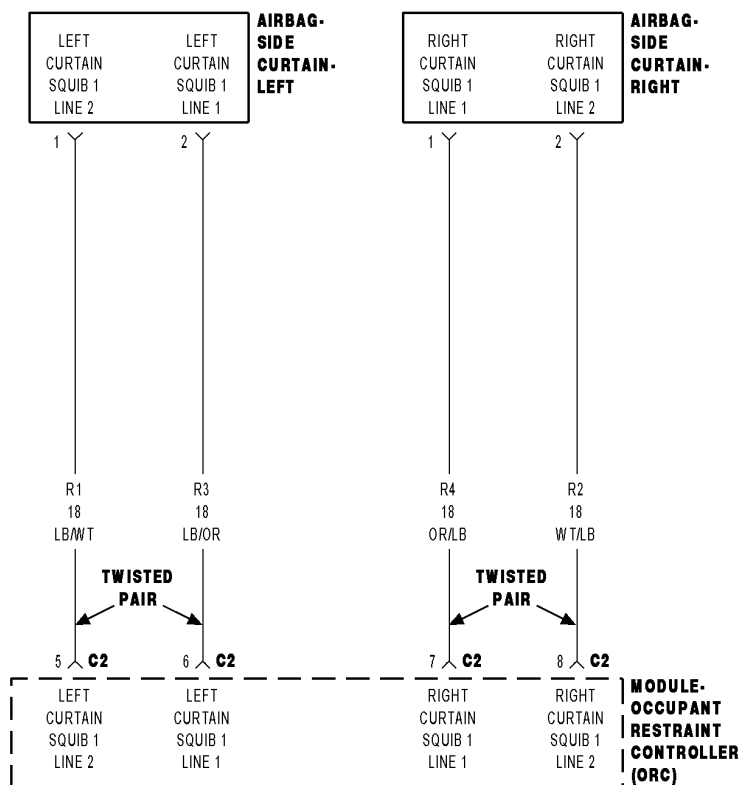 LEFT
CURTAIN
SQUIB 1
LINE 2
LEFT
CURTAIN
SQUIB 1
LINE 1
AIRBAG-
SIDE
CURTAIN-
LEFT
RIGHT
CURTAIN
SQUIB 1
LINE 1
RIGHT
CURTAIN
SQUIB 1
LINE 2
AIRBAG-
SIDE
CURTAIN-
RIGHT
1
2
1
2
R1
18
LB/WT
R3
18
LB/OR
R4
18
OR/LB
R2
18
WT/LB
TWISTED
PAIR
TWISTED
PAIR
5 C2
6 C2
7 C2
8 C2
LEFT
CURTAIN
SQUIB 1
LINE 2
LEFT
CURTAIN
SQUIB 1
LINE 1
RIGHT
CURTAIN
SQUIB 1
LINE 1
RIGHT
CURTAIN
SQUIB 1
LINE 2
MODULE-
OCCUPANT
RESTRAINT
CONTROLLER
(ORC)